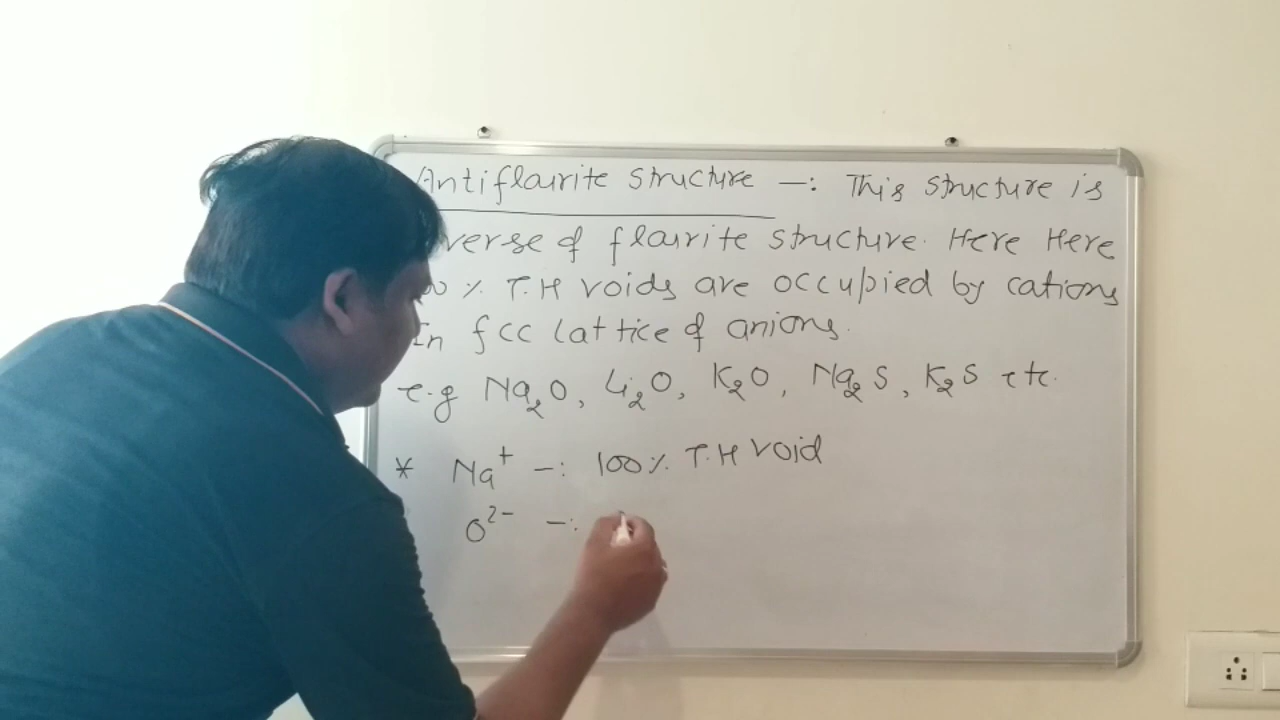 Antiflourite structure -: This structure is
verse of flourite structure. Here Here
00 % T.H voids are occupied by cations
In fcc lattice of anions.
e.g Na2O, Li2O, K2O, Na2S, K2S etc.
* Na+ -: 100% T.H void
O2- -: